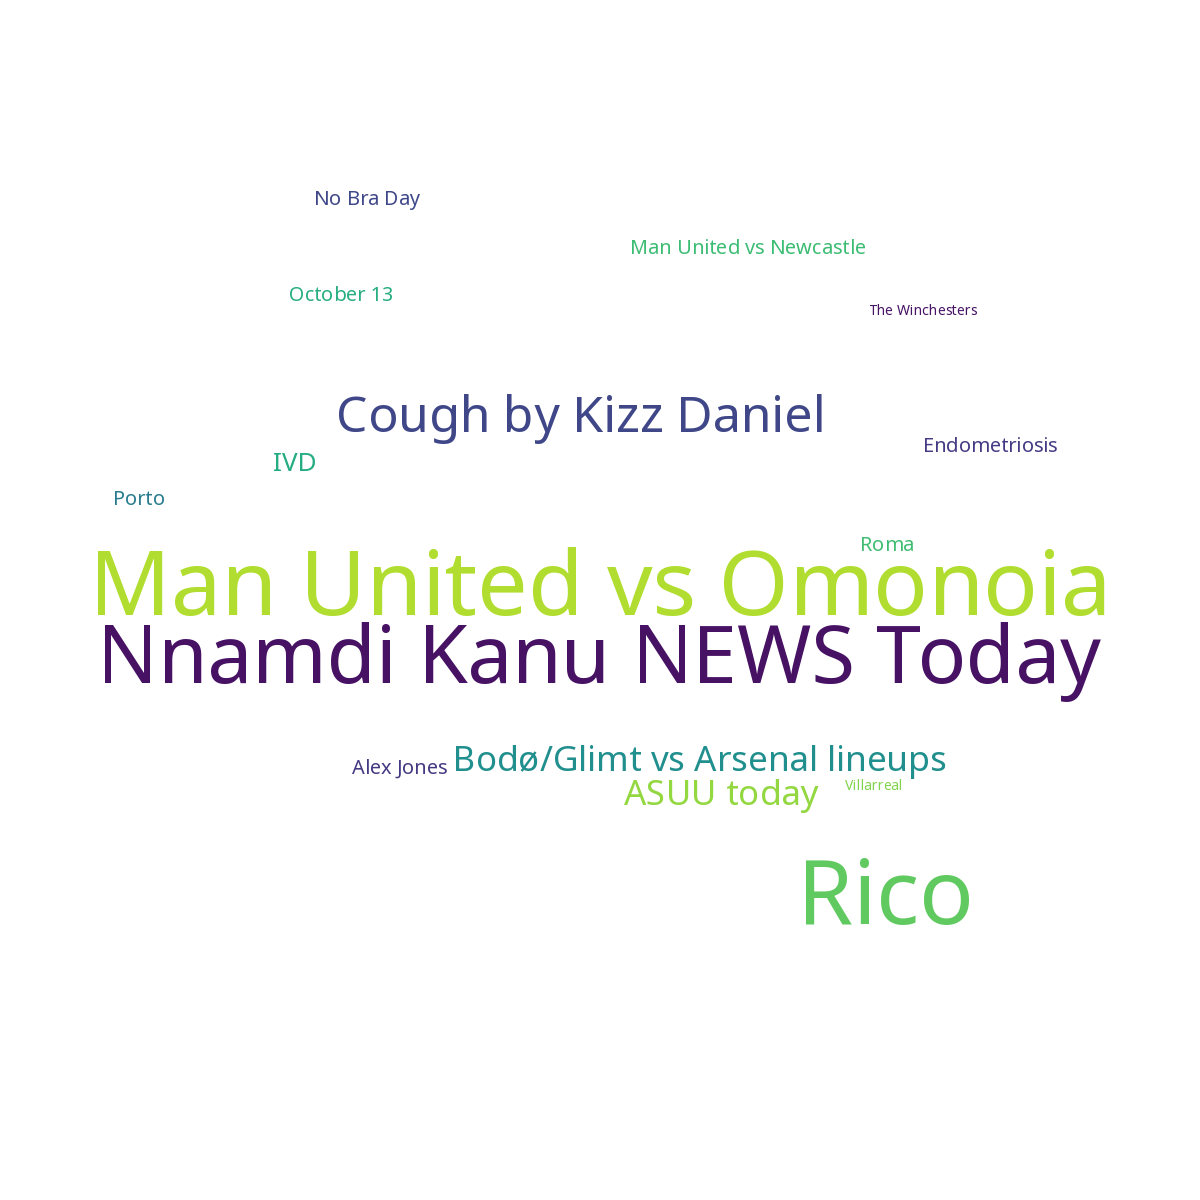 No Bra Day
Man United vs Newcastle
October 13
The Winchesters
Cough by Kizz Daniel
Endometriosis
IVD
Porto
Roma
Man United vs Omonoia
Nnamdi Kanu NEWS Today
Bodø/Glimt vs Arsenal lineups
Alex Jones
Villarreal
ASUU today
Rico